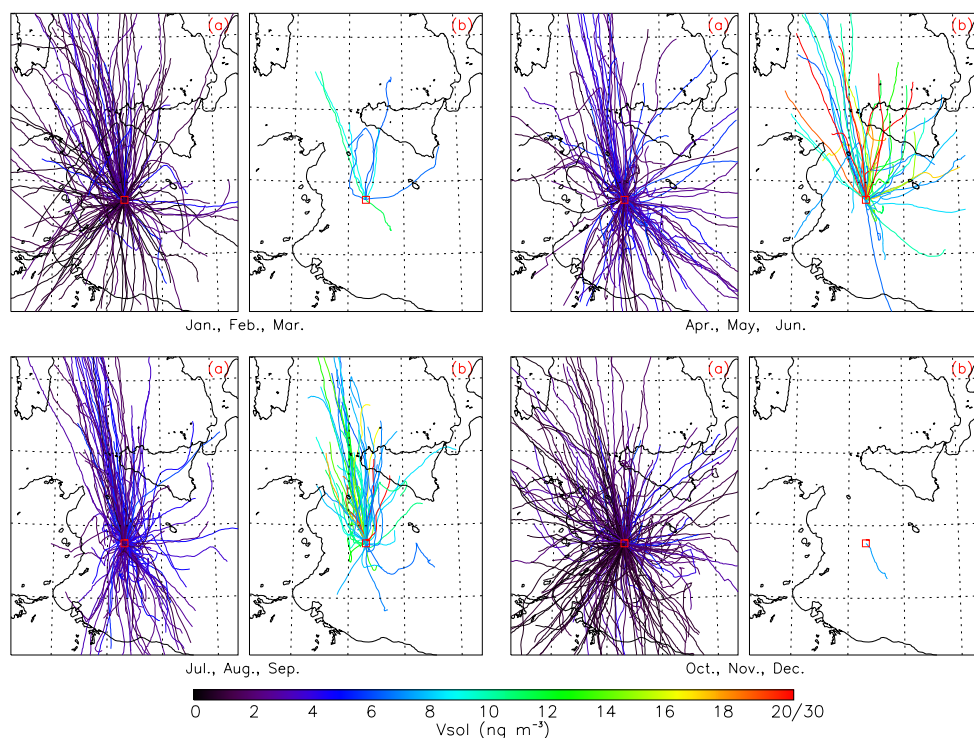 (a) (b) (a) (b)
Jan., Feb., Mar. Apr., May, Jun.
(a) (b) (a) (b)
Jul., Aug., Sep. Oct., Nov., Dec.
0 2 4 6 8 10 12 14 16 18 20/30
Vsol (ng m⁻³)